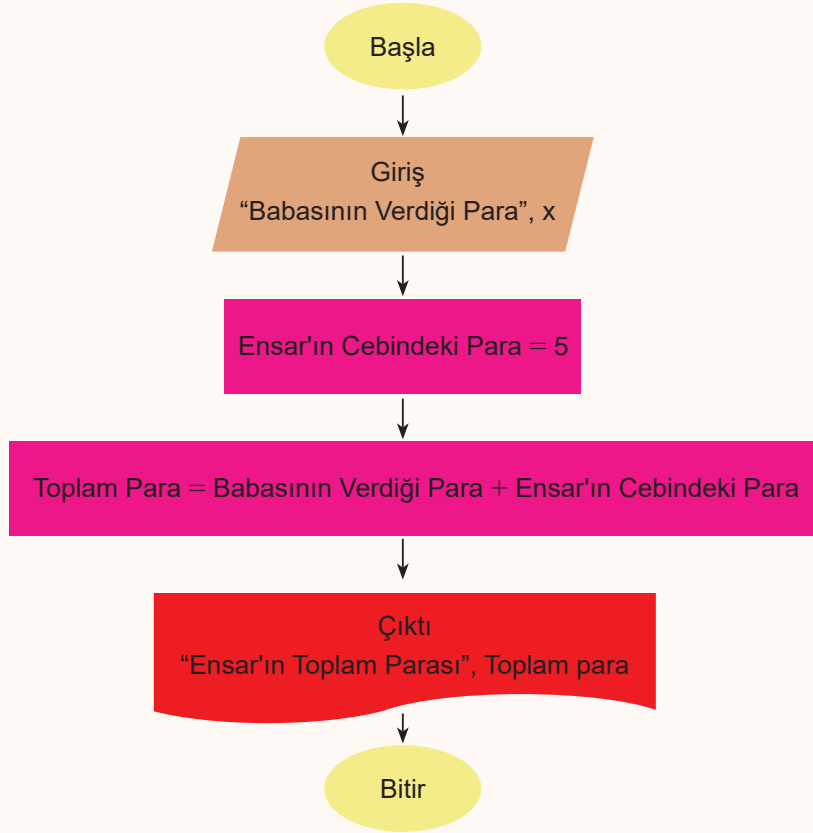 Başla
Giriş
“Babasının Verdiği Para”, x
Ensar'ın Cebindeki Para = 5
Toplam Para = Babasının Verdiği Para + Ensar'ın Cebindeki Para
Çıktı
“Ensar'ın Toplam Parası”, Toplam para
Bitir